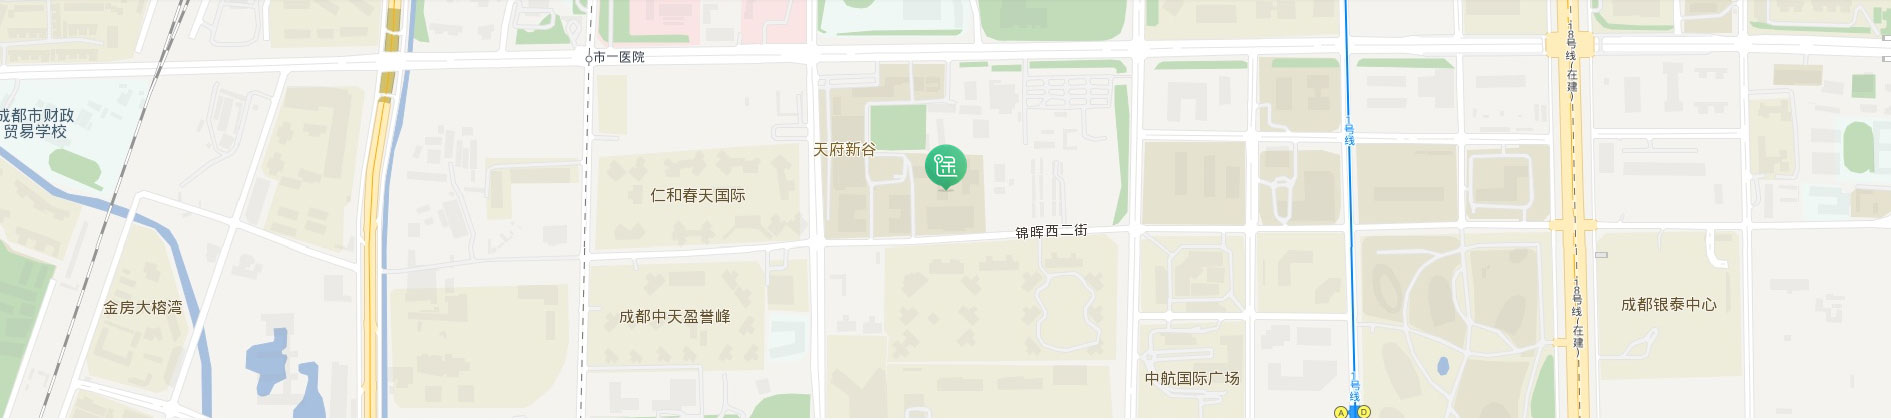 18号线(在建)
市一医院
成都市财政
贸易学校
1号线
天府新谷
保
仁和春天国际
锦晖西二街
18号线(在建)
金房大榕湾
成都中天盈誉峰
成都银泰中心
中航国际广场
1号线
A
D